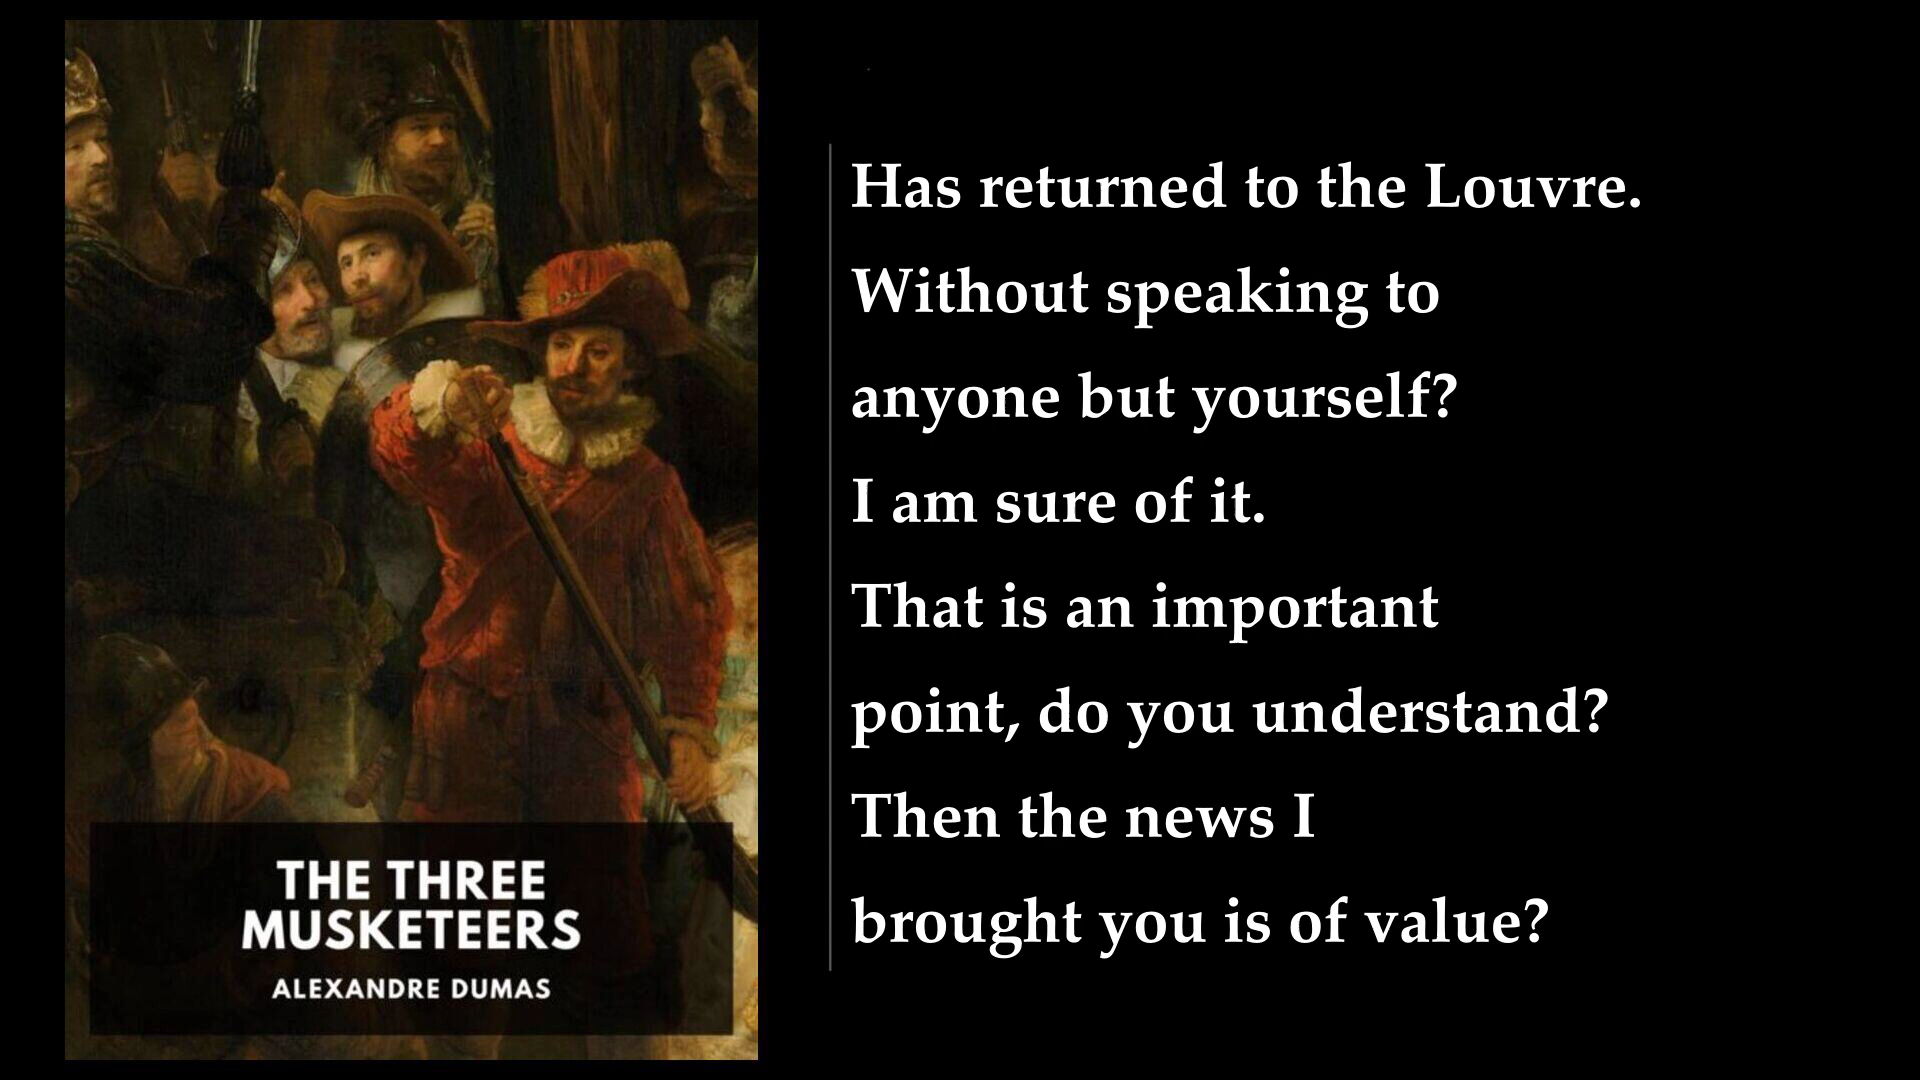 THE THREE
MUSKETEERS
ALEXANDRE DUMAS
Has returned to the Louvre.
Without speaking to
anyone but yourself?
I am sure of it.
That is an important
point, do you understand?
Then the news I
brought you is of value?